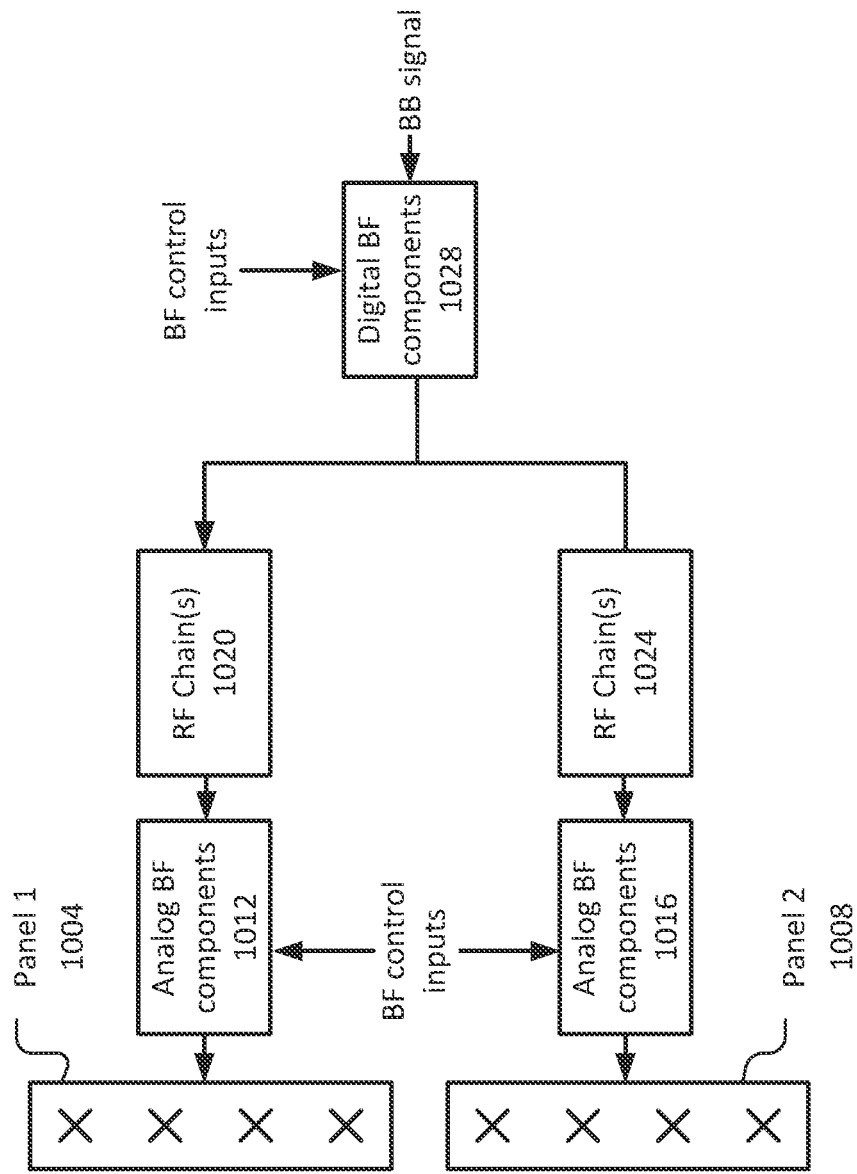 Panel 1
1004
Analog BF
components
1012
RF Chain(s)
1020
BF control
inputs
Digital BF
components
1028
BB signal
BF control
inputs
Analog BF
components
1016
RF Chain(s)
1024
Panel 2
1008